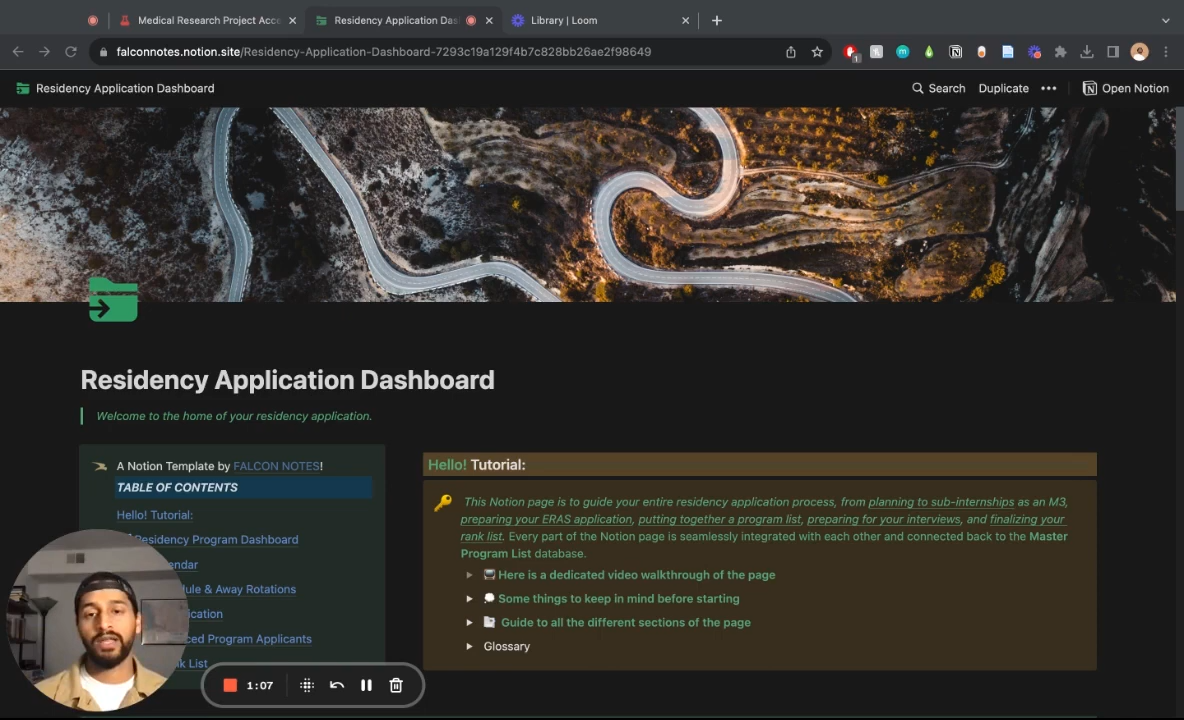 Medical Research Project Acce
Residency Application Das
Library | Loom
falconnotes.notion.site/Residency-Application-Dashboard-7293c19a129f4b7c828bb26ae2f98649
1
Residency Application Dashboard
Search
Duplicate
Open Notion
Residency Application Dashboard
Welcome to the home of your residency application.
A Notion Template by FALCON NOTES!
TABLE OF CONTENTS
Hello! Tutorial:
Residency Program Dashboard
endar
ule & Away Rotations
ication
ced Program Applicants
k List
Hello! Tutorial:
This Notion page is to guide your entire residency application process, from planning to sub-internships as an M3,
preparing your ERAS application, putting together a program list, preparing for your interviews, and finalizing your
rank list. Every part of the Notion page is seamlessly integrated with each other and connected back to the Master
Program List database.
Here is a dedicated video walkthrough of the page
Some things to keep in mind before starting
Guide to all the different sections of the page
Glossary
1:07